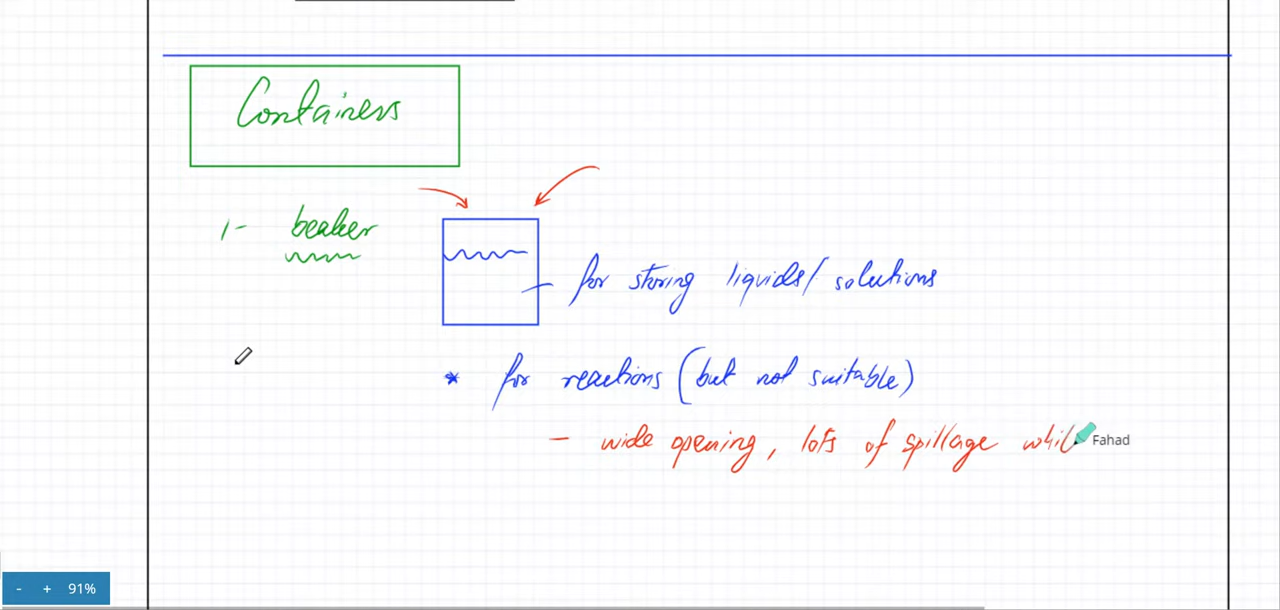 Containers
1- beaker
for storing liquids/ solutions
* for reactions (but not suitable)
- wide opening, lots of spillage whil
Fahad
- + 91%